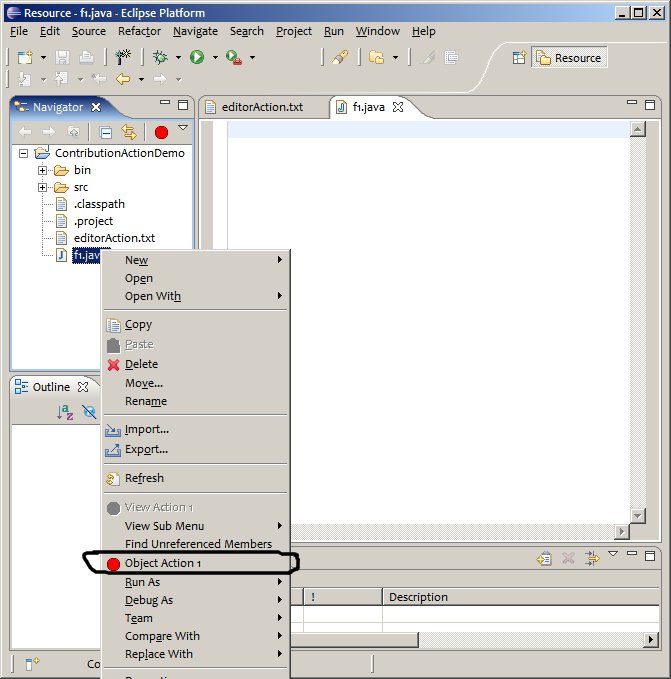 Resource - f1.java - Eclipse Platform
File Edit Source Refactor Navigate Search Project Run Window Help
Resource
Navigator
editorAction.txt
f1.java
ContributionActionDemo
bin
src
.classpath
.project
editorAction.txt
f1.java
New
Open
Open With
Copy
Paste
Delete
Move...
Rename
Outline
Import...
Export...
Refresh
View Action 1
View Sub Menu
Find Unreferenced Members
Object Action 1
Run As
Debug As
! Description
Team
Compare With
Replace With
Co